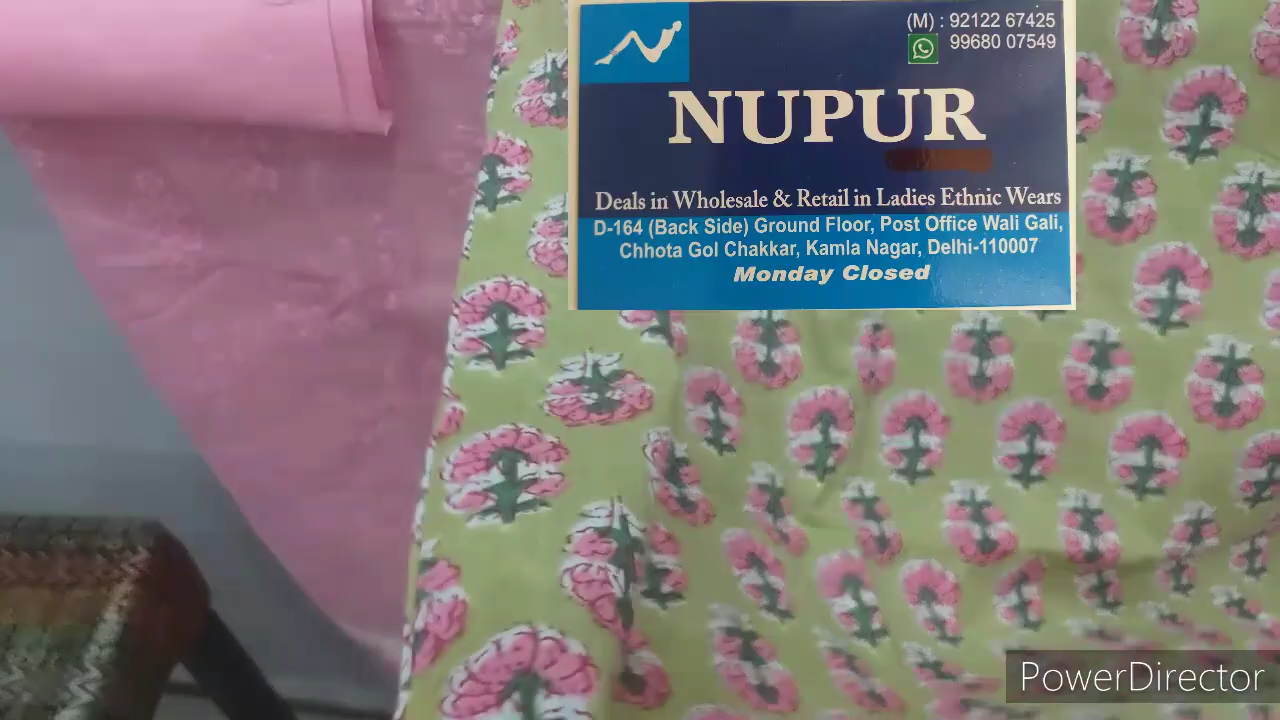 (M) : 92122 67425
99680 07549
NUPUR
Deals in Wholesale & Retail in Ladies Ethnic Wears
D-164 (Back Side) Ground Floor, Post Office Wali Gali,
Chhota Gol Chakkar, Kamla Nagar, Delhi-110007
Monday Closed
PowerDirector